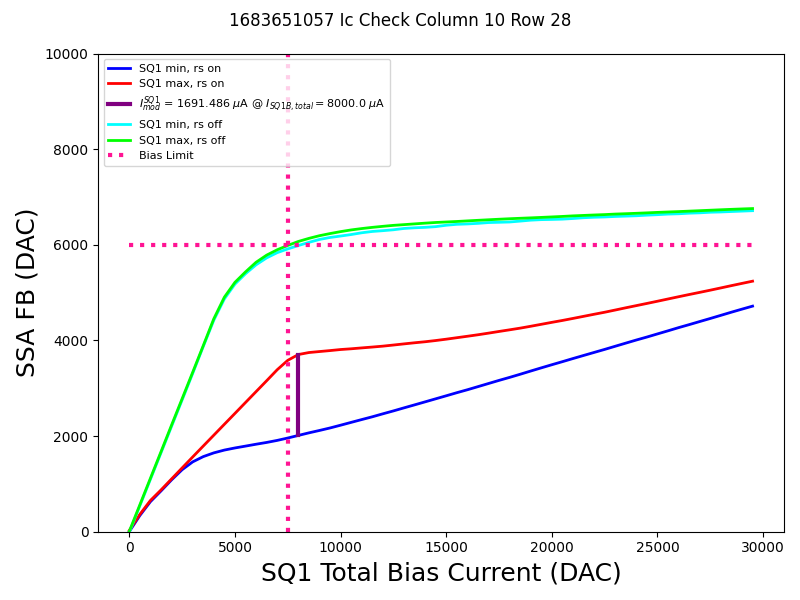 1683651057 Ic Check Column 10 Row 28
10000
8000
6000
4000
2000
0
SSA FB (DAC)
SQ1 min, rs on
SQ1 max, rs on
I_{mod}^{SQ1} = 1691.486 μA @ I_{SQ1B,total} = 8000.0 μA
SQ1 min, rs off
SQ1 max, rs off
Bias Limit
0 5000 10000 15000 20000 25000 30000
SQ1 Total Bias Current (DAC)